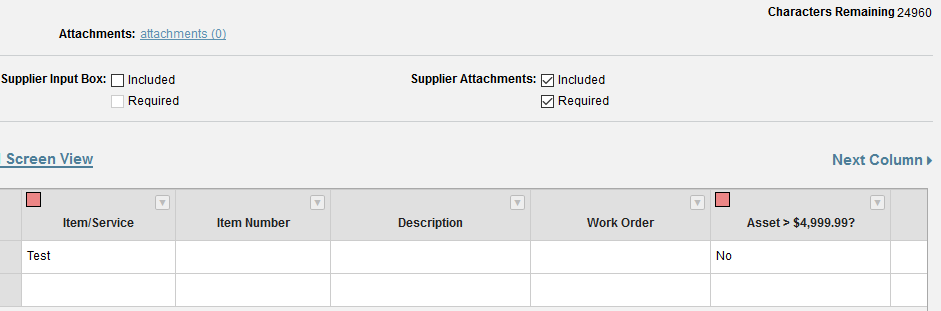 Characters Remaining 24960
Attachments: attachments (0)
Supplier Input Box: Included Supplier Attachments: Included
Required Required
Screen View Next Column
Item/Service Item Number Description Work Order Asset > $4,999.99?
Test No